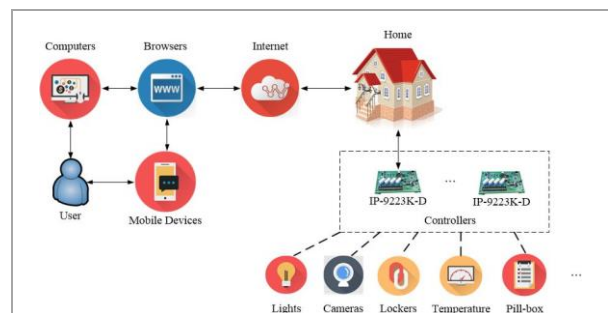 Home
Computers Browsers Internet
WWW
User Mobile Devices
...
IP-9223K-D IP-9223K-D
Controllers
...
Lights Cameras Lockers Temperature Pill-box